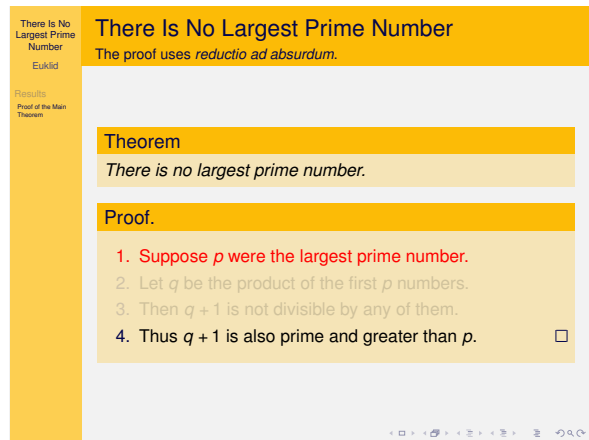 There Is No
Largest Prime
Number
Euklid
Results
Proof of the Main
Theorem
There Is No Largest Prime Number
The proof uses reductio ad absurdum.
Theorem
There is no largest prime number.
Proof.
1. Suppose p were the largest prime number.
2. Let q be the product of the first p numbers.
3. Then q + 1 is not divisible by any of them.
4. Thus q + 1 is also prime and greater than p.